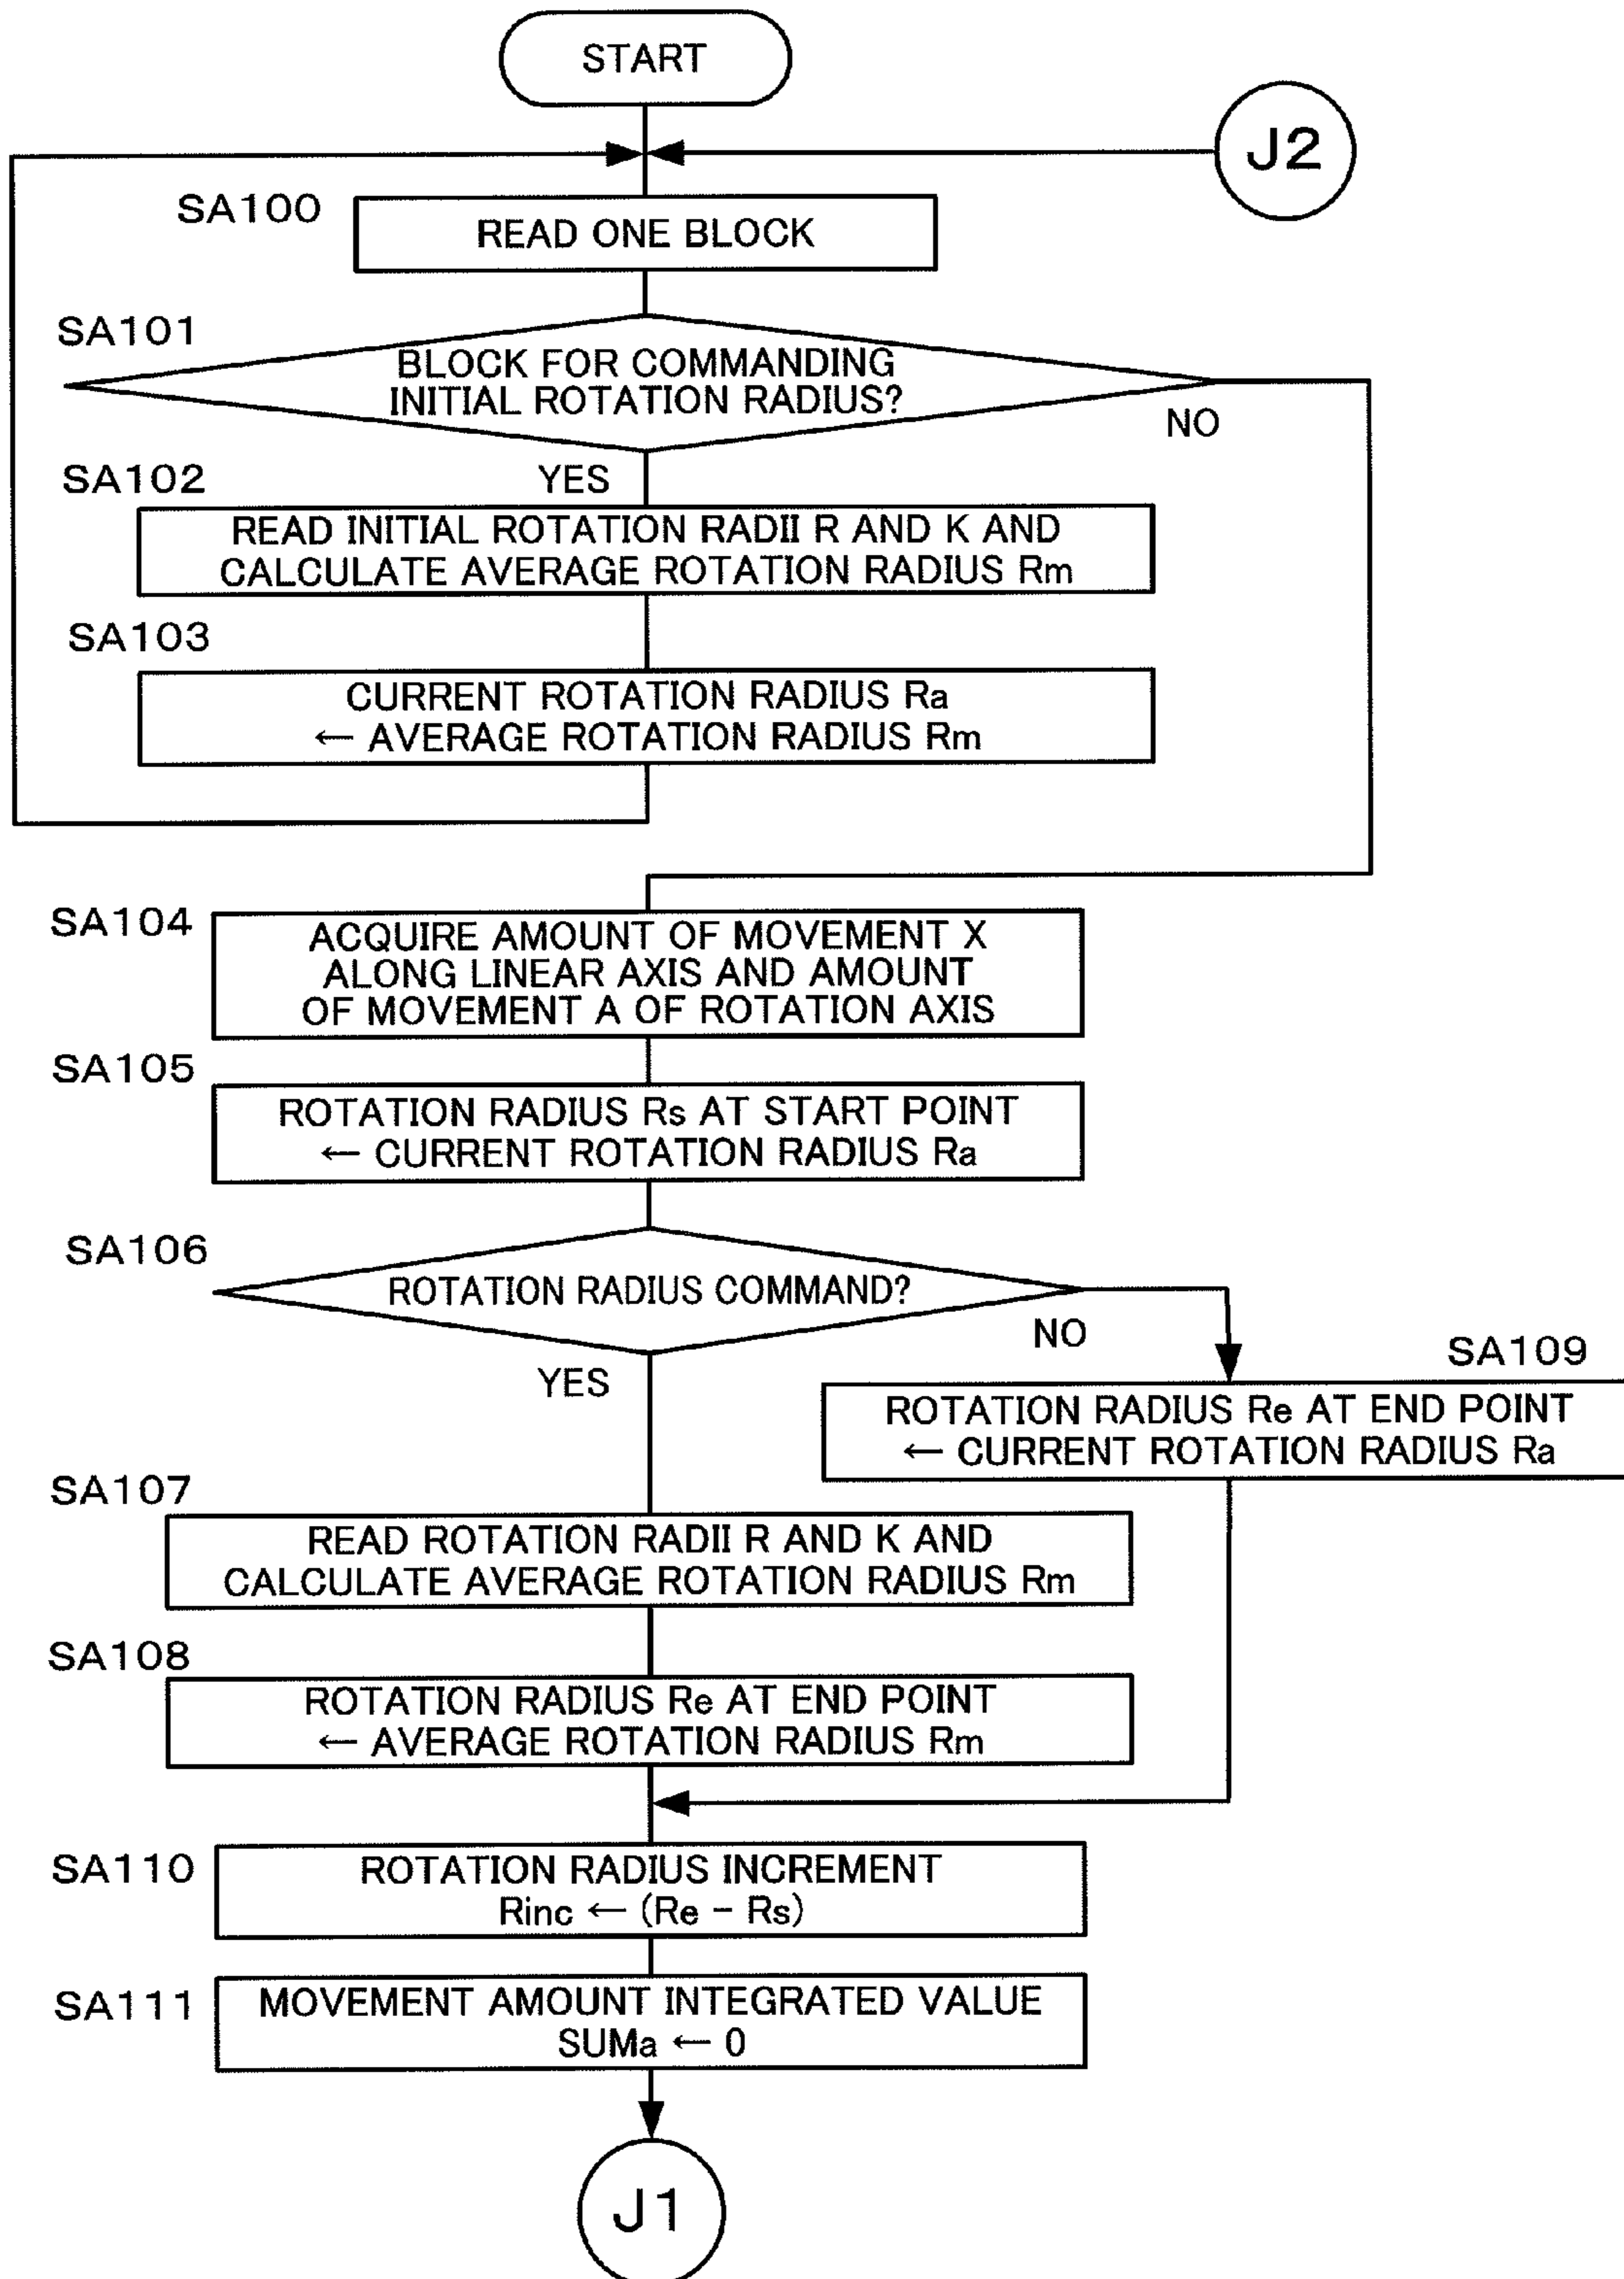 START
J2
SA100
READ ONE BLOCK
SA101
BLOCK FOR COMMANDING
INITIAL ROTATION RADIUS?
NO
SA102
YES
READ INITIAL ROTATION RADII R AND K AND
CALCULATE AVERAGE ROTATION RADIUS Rm
SA103
CURRENT ROTATION RADIUS Ra
← AVERAGE ROTATION RADIUS Rm
SA104
ACQUIRE AMOUNT OF MOVEMENT X
ALONG LINEAR AXIS AND AMOUNT
OF MOVEMENT A OF ROTATION AXIS
SA105
ROTATION RADIUS Rs AT START POINT
← CURRENT ROTATION RADIUS Ra
SA106
ROTATION RADIUS COMMAND?
NO
YES
SA109
ROTATION RADIUS Re AT END POINT
← CURRENT ROTATION RADIUS Ra
SA107
READ ROTATION RADII R AND K AND
CALCULATE AVERAGE ROTATION RADIUS Rm
SA108
ROTATION RADIUS Re AT END POINT
← AVERAGE ROTATION RADIUS Rm
SA110
ROTATION RADIUS INCREMENT
Rinc ← (Re − Rs)
SA111
MOVEMENT AMOUNT INTEGRATED VALUE
SUMa ← 0
J1